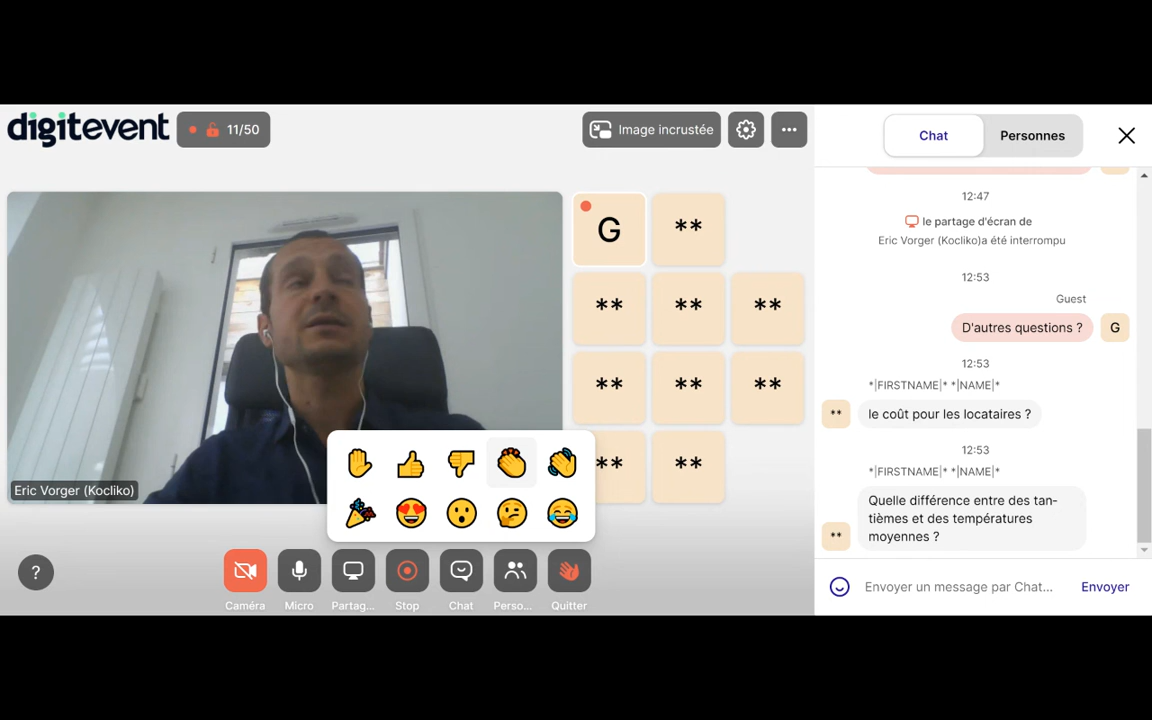 digitevent
11/50
Image incrustée
Chat
Personnes
12:47
le partage d'écran de
Eric Vorger (Kocliko)a été interrompu
12:53
Guest
D'autres questions ?
G
12:53
*|FIRSTNAME|* *|NAME|*
**
le coût pour les locataires ?
12:53
*|FIRSTNAME|* *|NAME|*
Quelle différence entre des tan-
tièmes et des températures
moyennes ?
**
G
**
**
**
**
**
**
**
**
**
Eric Vorger (Kocliko)
?
Caméra
Micro
Partag...
Stop
Chat
Perso...
Quitter
Envoyer un message par Chat...
Envoyer